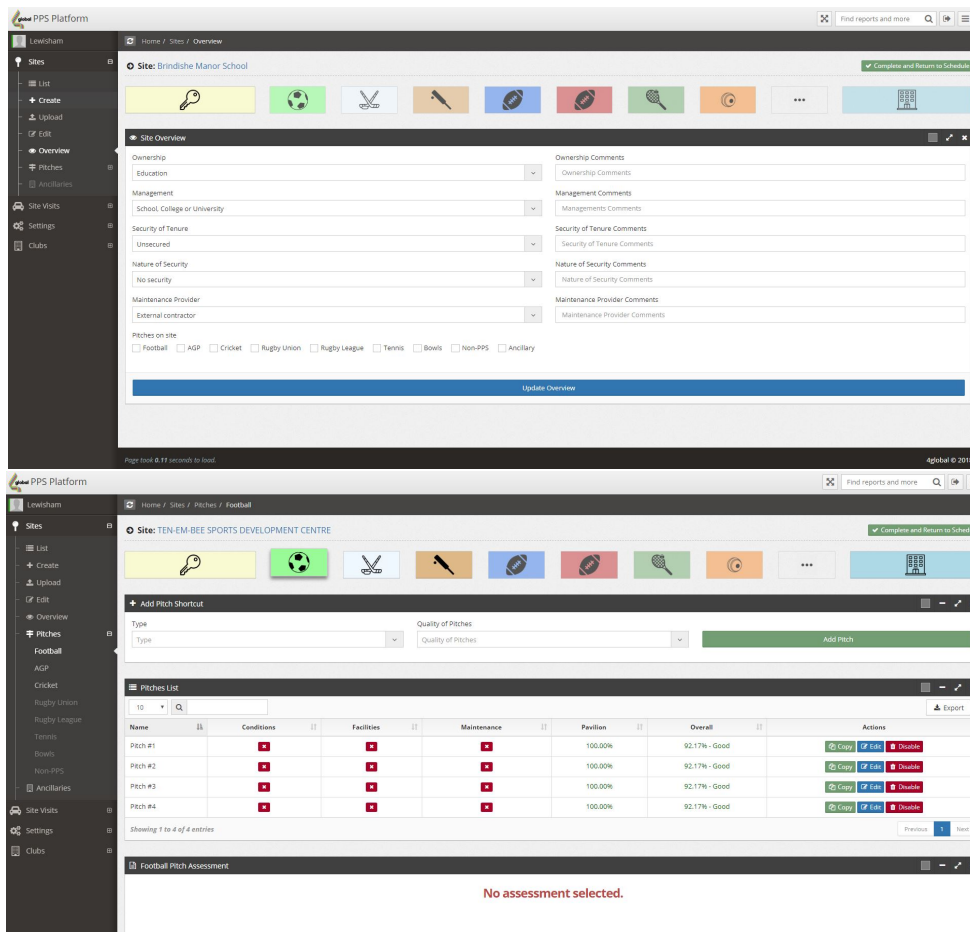 4global PPS Platform
Find reports and more
Lewisham
Home / Sites / Overview
Sites
Site: Brindishe Manor School
Complete and Return to Schedule
List
Create
Upload
Edit
Overview
Pitches
Ancillaries
Site Visits
Settings
Clubs
Site Overview
Ownership
Ownership Comments
Education
Ownership Comments
Management
Management Comments
School, College or University
Managements Comments
Security of Tenure
Security of Tenure Comments
Unsecured
Security of Tenure Comments
Nature of Security
Nature of Security Comments
No security
Nature of Security Comments
Maintenance Provider
Maintenance Provider Comments
External contractor
Maintenance Provider Comments
Pitches on site
Football AGP Cricket Rugby Union Rugby League Tennis Bowls Non-PPS Ancillary
Update Overview
Page took 0.11 seconds to load.
4global © 201
4global PPS Platform
Find reports and more
Lewisham
Home / Sites / Pitches / Football
Sites
Site: TEN-EM-BEE SPORTS DEVELOPMENT CENTRE
Complete and Return to Sched
List
Create
Upload
Edit
Overview
Pitches
Football
AGP
Cricket
Rugby Union
Rugby League
Tennis
Bowls
Non-PPS
Ancillaries
Site Visits
Settings
Clubs
Add Pitch Shortcut
Type
Quality of Pitches
Type
Quality of Pitches
Add Pitch
Pitches List
10
Export
Name Conditions Facilities Maintenance Pavilion Overall Actions
Pitch #1 100.00% 92.17% - Good Copy Edit Disable
Pitch #2 100.00% 92.17% - Good Copy Edit Disable
Pitch #3 100.00% 92.17% - Good Copy Edit Disable
Pitch #4 100.00% 92.17% - Good Copy Edit Disable
Showing 1 to 4 of 4 entries
Previous 1 Next
Football Pitch Assessment
No assessment selected.